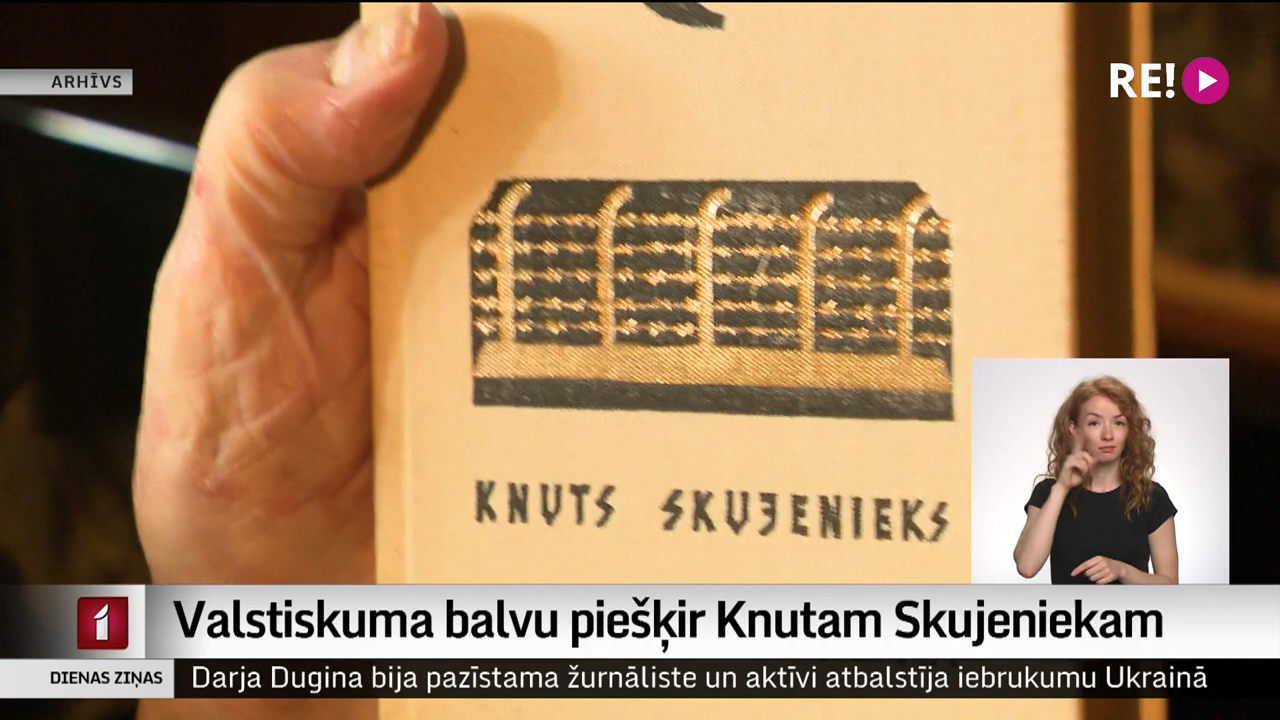 ARHĪVS
RE!
KNUTS SKUJENIEKS
1
Valstiskuma balvu piešķir Knutam Skujeniekam
DIENAS ZIŅAS
Darja Dugina bija pazīstama žurnāliste un aktīvi atbalstīja iebrukumu Ukrainā